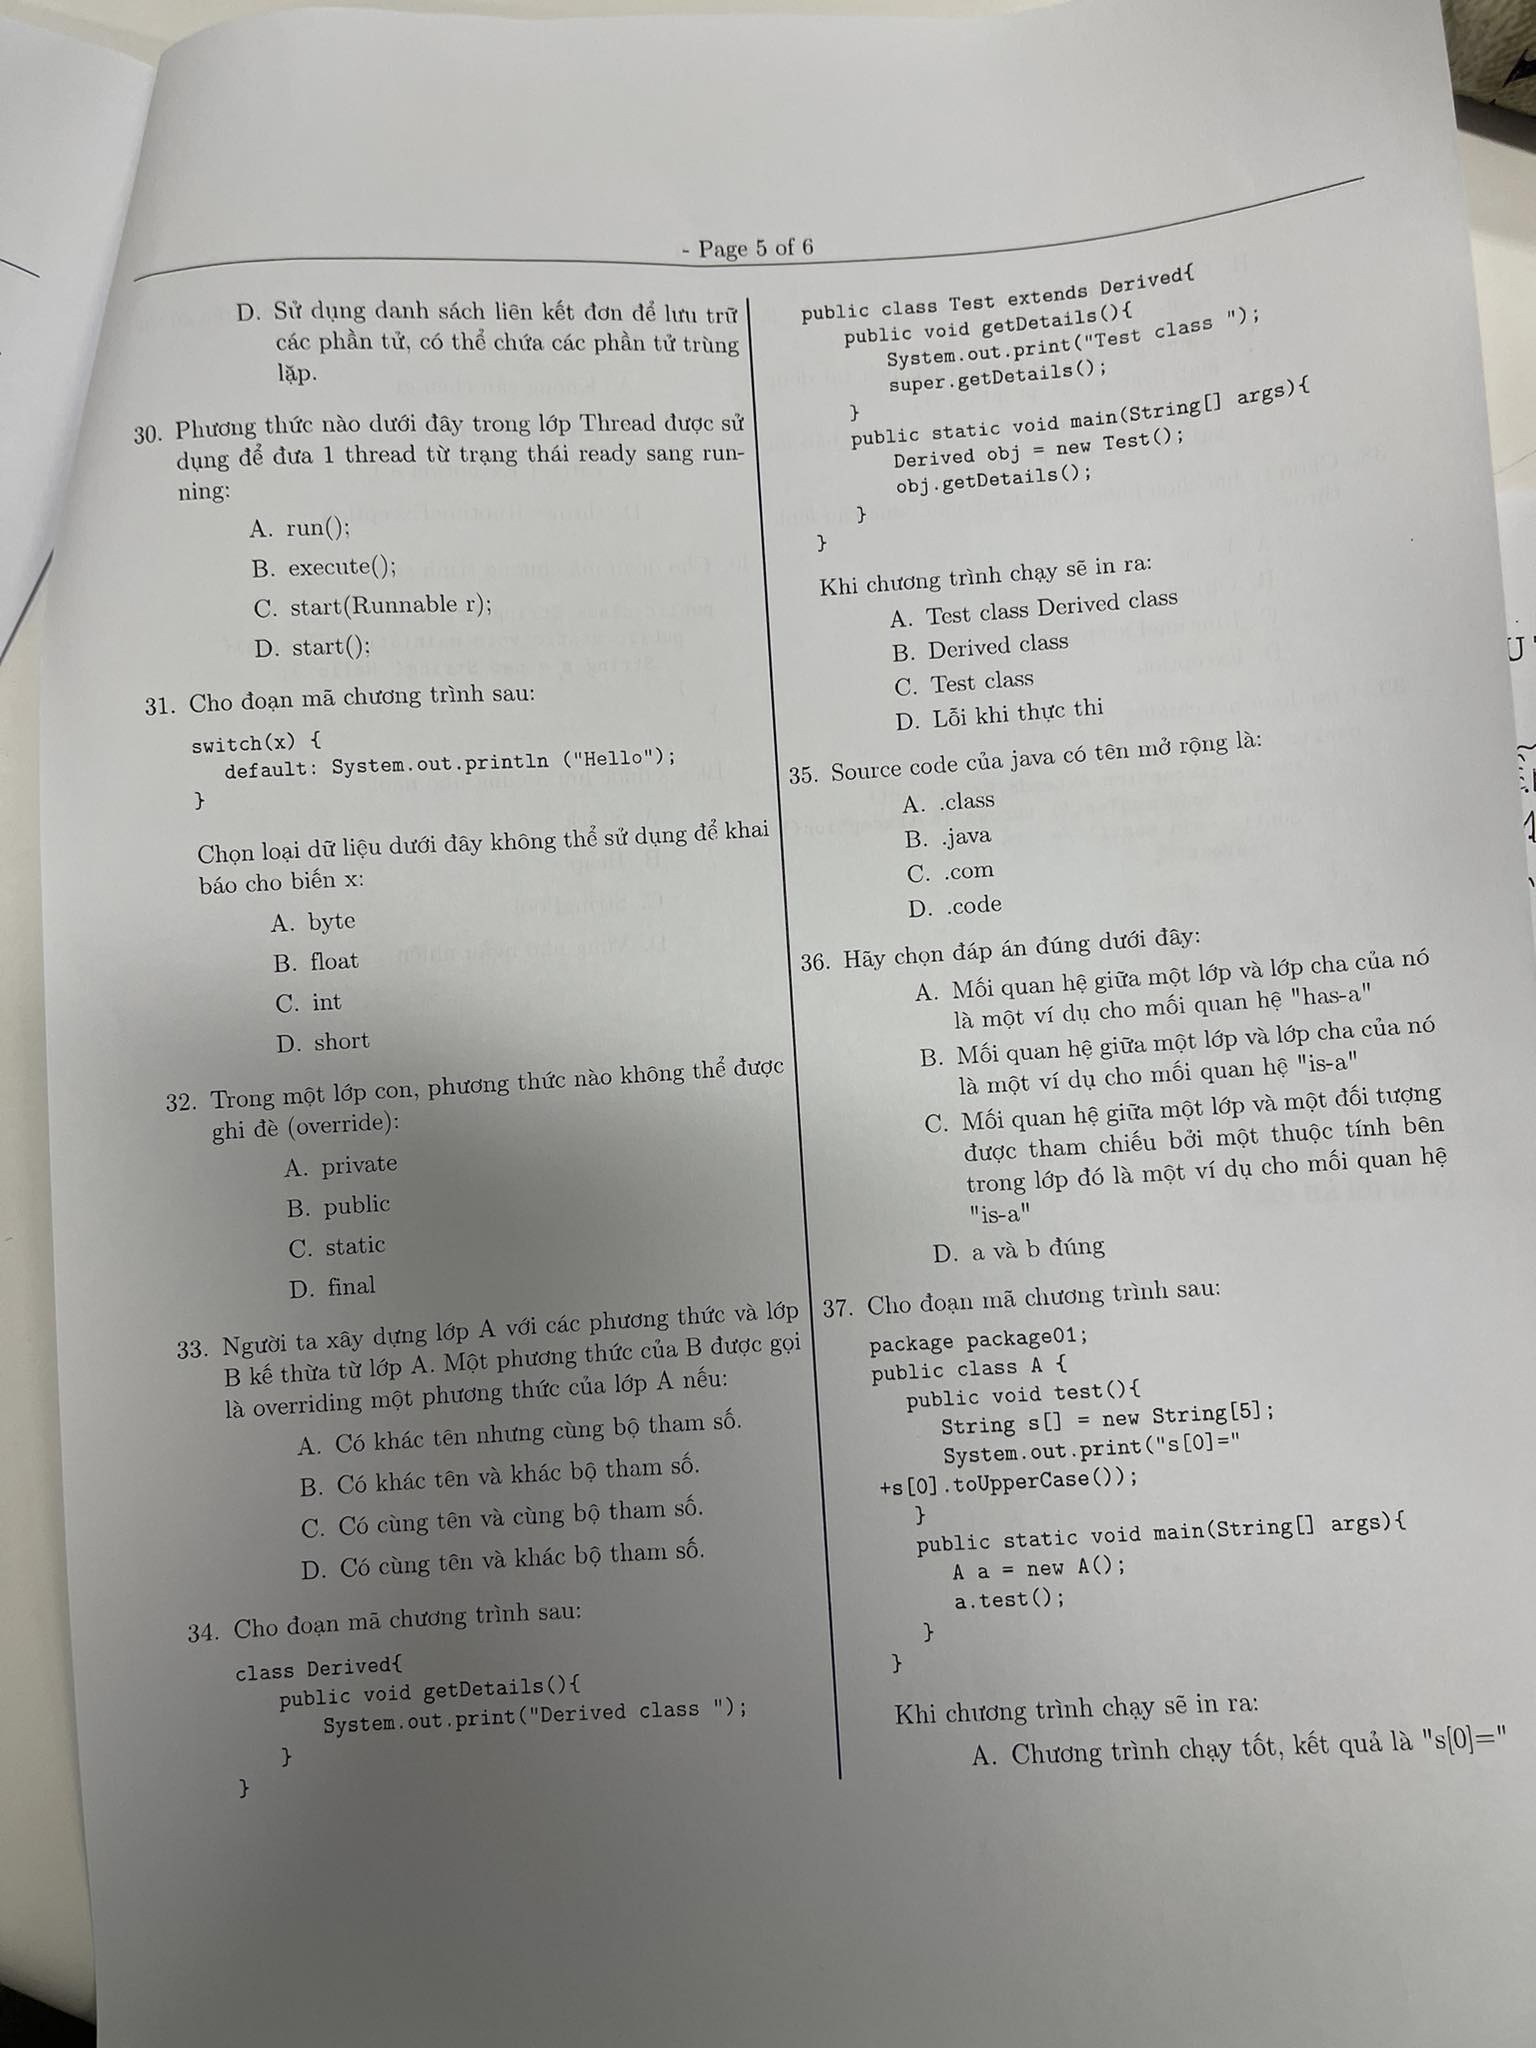 - Page 5 of 6
D. Sử dụng danh sách liên kết đơn để lưu trữ
các phần tử, có thể chứa các phần tử trùng
lặp.
30. Phương thức nào dưới đây trong lớp Thread được sử
dụng để đưa 1 thread từ trạng thái ready sang run-
ning:
A. run();
B. execute();
C. start(Runnable r);
D. start();
31. Cho đoạn mã chương trình sau:
switch(x) {
default: System.out.println ("Hello");
}
Chọn loại dữ liệu dưới đây không thể sử dụng để khai
báo cho biến x:
A. byte
B. float
C. int
D. short
32. Trong một lớp con, phương thức nào không thể được
ghi đè (override):
A. private
B. public
C. static
D. final
33. Người ta xây dựng lớp A với các phương thức và lớp
B kế thừa từ lớp A. Một phương thức của B được gọi
là overriding một phương thức của lớp A nếu:
A. Có khác tên nhưng cùng bộ tham số.
B. Có khác tên và khác bộ tham số.
C. Có cùng tên và cùng bộ tham số.
D. Có cùng tên và khác bộ tham số.
34. Cho đoạn mã chương trình sau:
class Derived{
public void getDetails(){
System.out.print("Derived class ");
}
}
public class Test extends Derived{
public void getDetails(){
System.out.print("Test class ");
super.getDetails();
}
public static void main(String[] args){
Derived obj = new Test();
obj.getDetails();
}
}
Khi chương trình chạy sẽ in ra:
A. Test class Derived class
B. Derived class
C. Test class
D. Lỗi khi thực thi
35. Source code của java có tên mở rộng là:
A. .class
B. .java
C. .com
D. .code
36. Hãy chọn đáp án đúng dưới đây:
A. Mối quan hệ giữa một lớp và lớp cha của nó
là một ví dụ cho mối quan hệ "has-a"
B. Mối quan hệ giữa một lớp và lớp cha của nó
là một ví dụ cho mối quan hệ "is-a"
C. Mối quan hệ giữa một lớp và một đối tượng
được tham chiếu bởi một thuộc tính bên
trong lớp đó là một ví dụ cho mối quan hệ
"is-a"
D. a và b đúng
37. Cho đoạn mã chương trình sau:
package package01;
public class A {
public void test(){
String s[] = new String[5];
System.out.print("s[0]="
+s[0].toUpperCase());
}
public static void main(String[] args){
A a = new A();
a.test();
}
}
Khi chương trình chạy sẽ in ra:
A. Chương trình chạy tốt, kết quả là "s[0]="